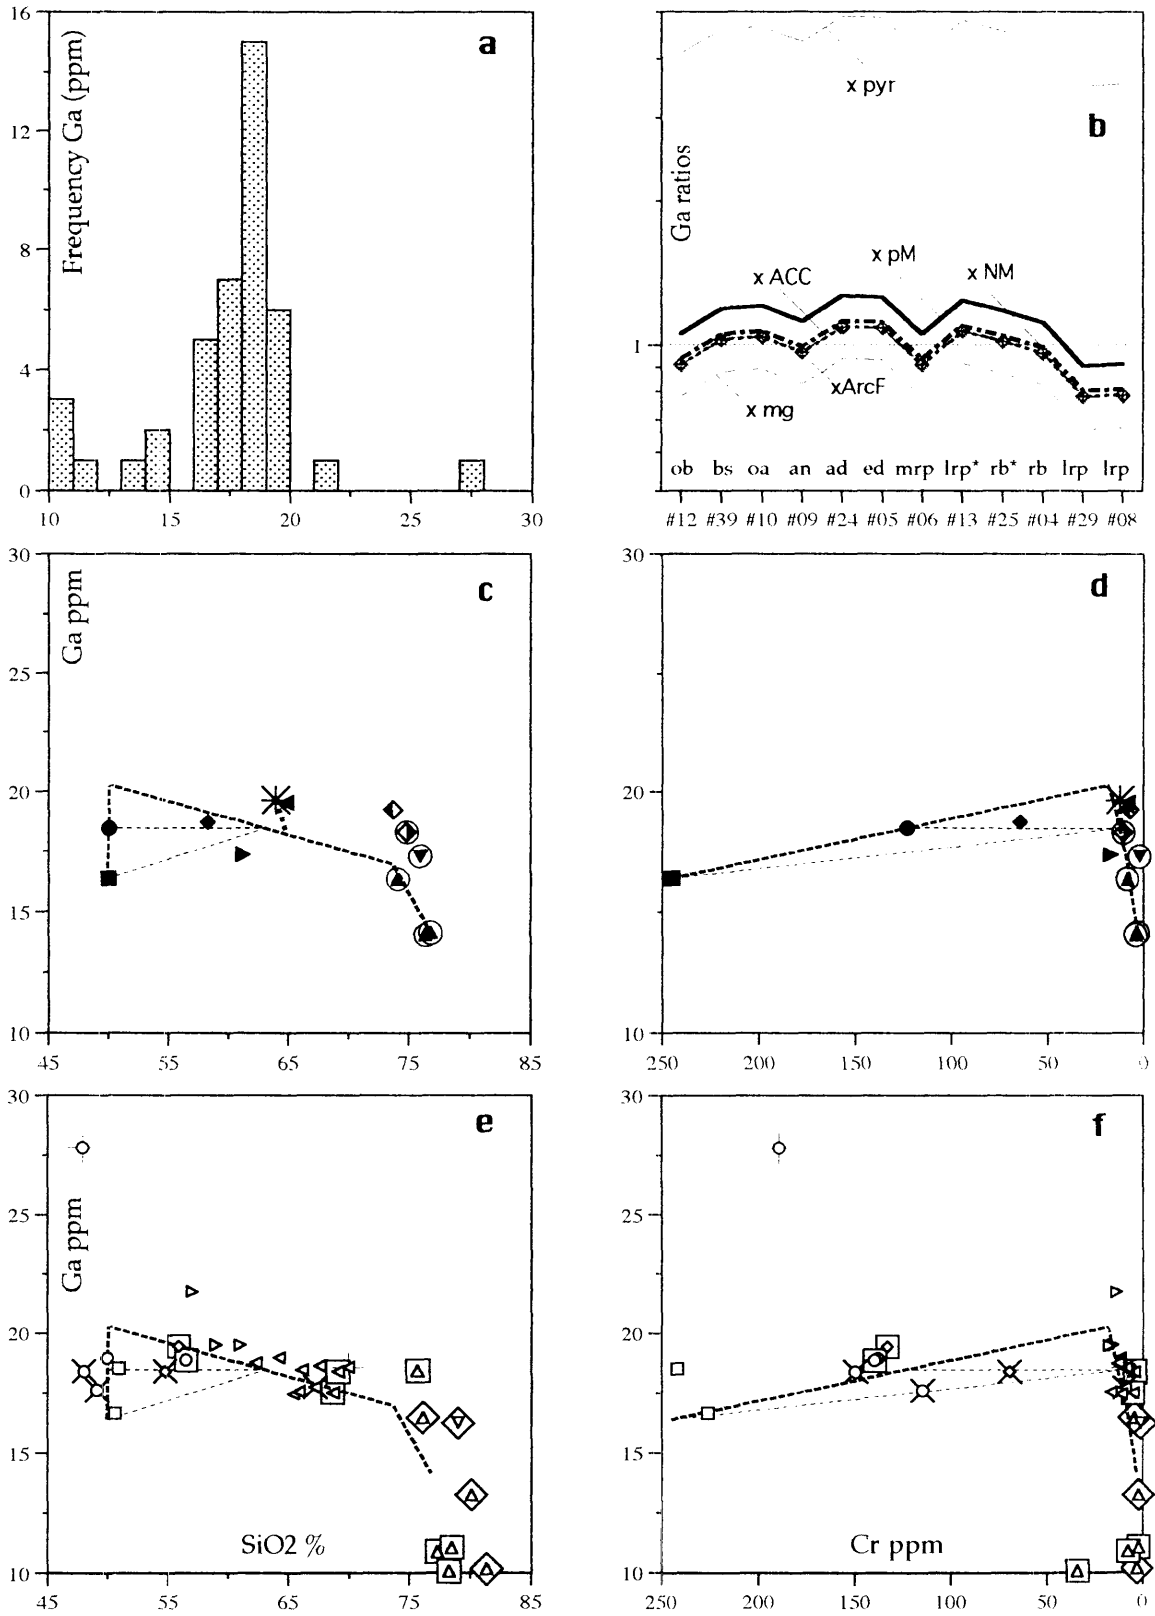 a
Frequency Ga (ppm)
16
12
8
4
0
10 15 20 25 30
b
Ga ratios
1
x pyr
x pM
x ACC
x NM
x mg
xArcF
ob bs oa an ad ed mrp lrp* rb* rb lrp lrp
#12 #39 #10 #09 #24 #05 #06 #13 #25 #04 #29 #08
c
Ga ppm
30
25
20
15
10
45 55 65 75 85
d
30
25
20
15
10
250 200 150 100 50 0
e
Ga ppm
30
25
20
15
10
SiO2 %
45 55 65 75 85
f
30
25
20
15
10
Cr ppm
250 200 150 100 50 0